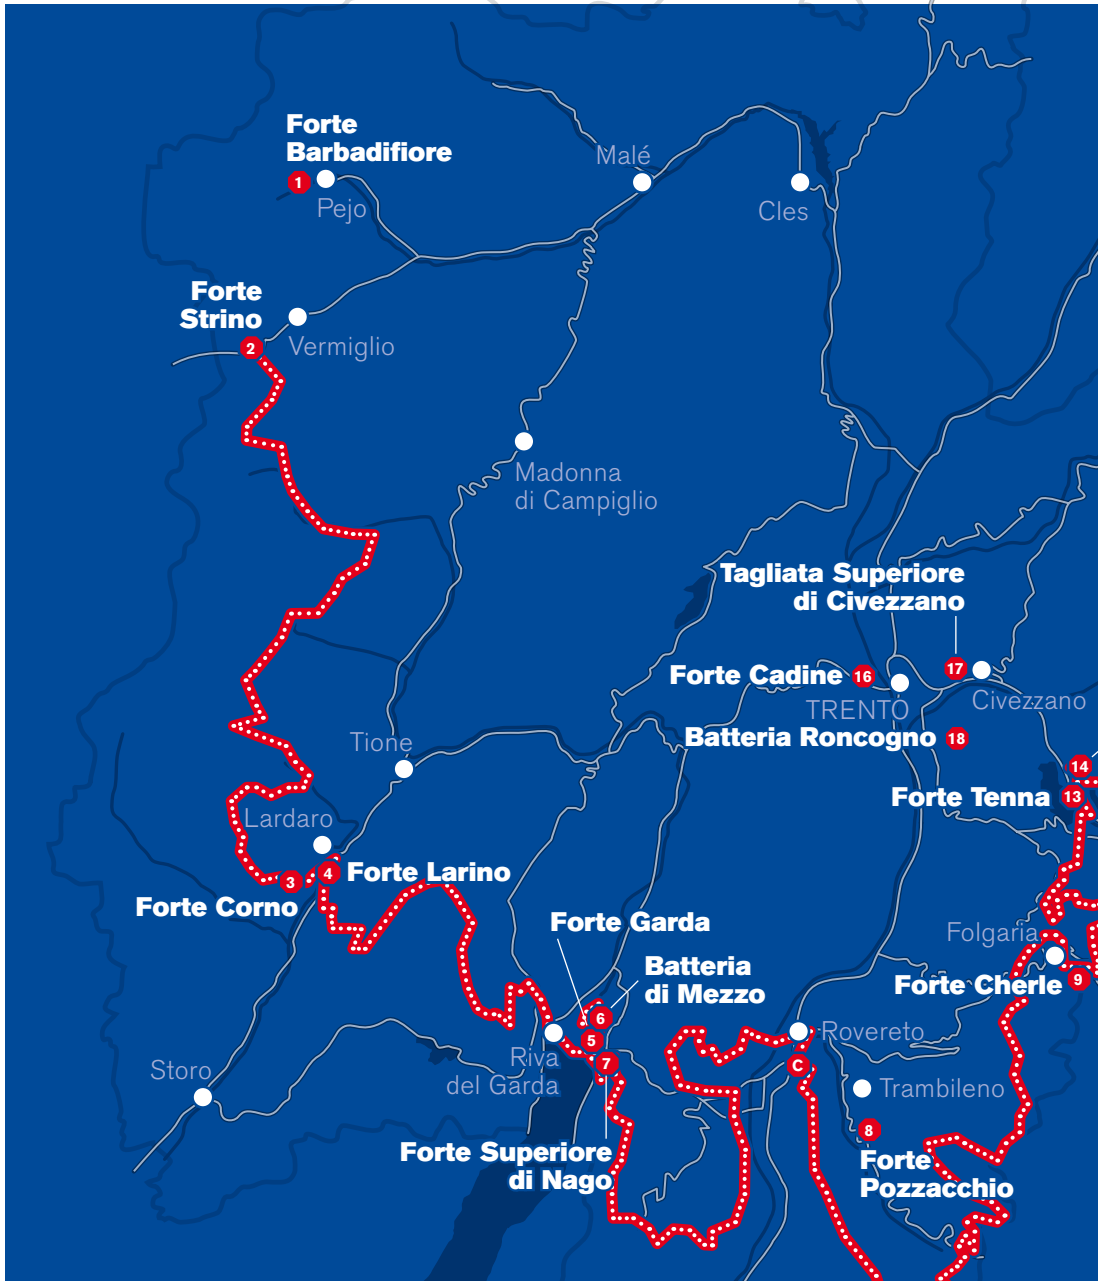 Forte
Barbadifiore
1
Pejo
Malé
Cles
Forte
Strino
2
Vermiglio
Madonna
di Campiglio
Tagliata Superiore
di Civezzano
17
Forte Cadine
16
TRENTO
Civezzano
Batteria Roncogno
18
Tione
14
Forte Tenna
13
Lardaro
3
4
Forte Larino
Forte Corno
Forte Garda
Folgaria
Batteria
di Mezzo
Forte Cherle
9
6
5
7
Riva
del Garda
Rovereto
C
Storo
Trambileno
8
Forte Superiore
di Nago
Forte
Pozzacchio